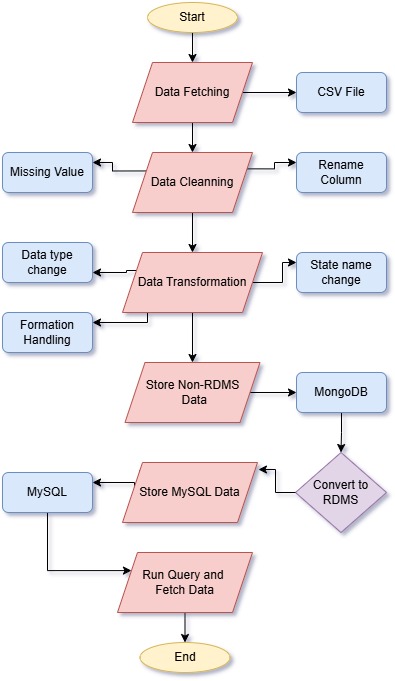 Start
Data Fetching
CSV File
Missing Value
Data Cleanning
Rename
Column
Data type
change
Data Transformation
State name
change
Formation
Handling
Store Non-RDMS
Data
MongoDB
Convert to
RDMS
Store MySQL Data
MySQL
Run Query and
Fetch Data
End